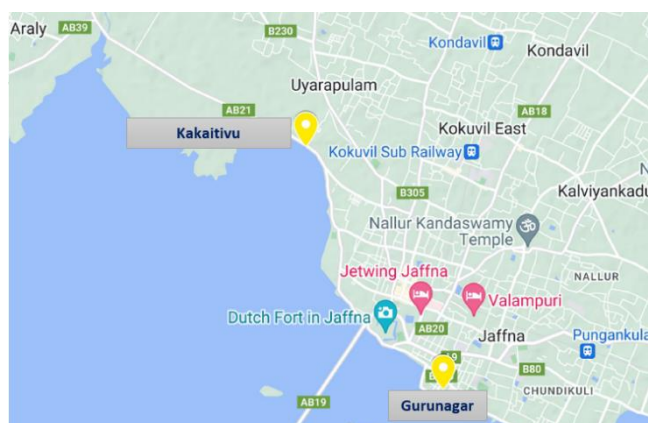 Araly
AB39
B230
Kondavil
Kondavil
Uyarapulam
AB21
AB18
Kakaitivu
Kokuvil East
Kokuvil Sub Railway
Kalviyankadu
B305
Nallur Kandaswamy
Temple
Jetwing Jaffna
NALLUR
Valampuri
Dutch Fort in Jaffna
AB20
Jaffna
Pungankula
B80
CHUNDIKULI
AB19
Gurunagar